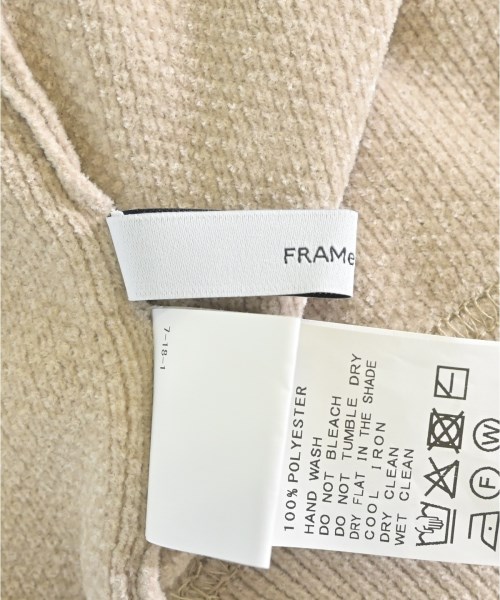 FRAMe
7-18-1
100% POLYESTER
HAND WASH
DO NOT BLEACH
DO NOT TUMBLE DRY
DRY FLAT IN THE SHADE
COOL IRON
DRY CLEAN
WET CLEAN
F
W